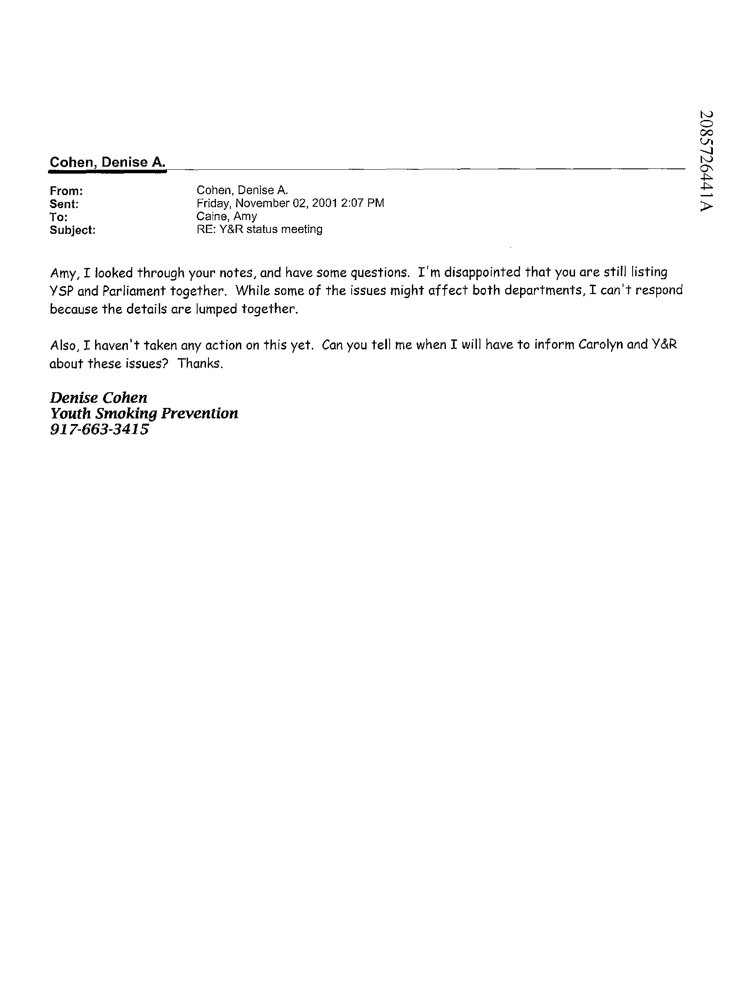 2085726441A
Cohen, Denise A.
From: Cohen, Denise A.
Sent: Friday, November 02, 2001 2:07 PM
To: Caine, Amy
Subject: RE: Y&R status meeting
Amy, I looked through your notes, and have some questions. I'm disappointed that you are still listing
YSP and Parliament together. While some of the issues might affect both departments, I can't respond
because the details are lumped together.
Also, I haven't taken any action on this yet. Can you tell me when I will have to inform Carolyn and Y&R
about these issues? Thanks.
Denise Cohen
Youth Smoking Prevention
917-663-3415